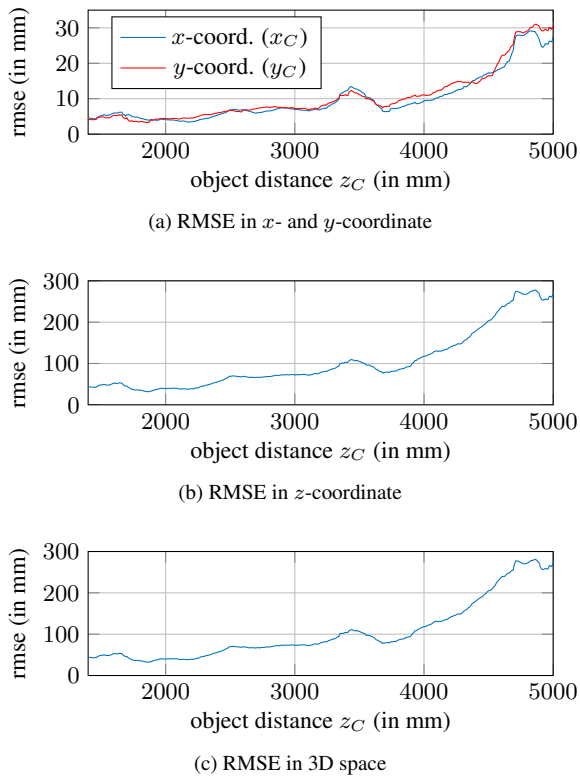 30
20
10
0
rmse (in mm)
x-coord. (x_C)
y-coord. (y_C)
2000 3000 4000 5000
object distance z_C (in mm)
(a) RMSE in x- and y-coordinate
300
200
100
0
rmse (in mm)
2000 3000 4000 5000
object distance z_C (in mm)
(b) RMSE in z-coordinate
300
200
100
0
rmse (in mm)
2000 3000 4000 5000
object distance z_C (in mm)
(c) RMSE in 3D space